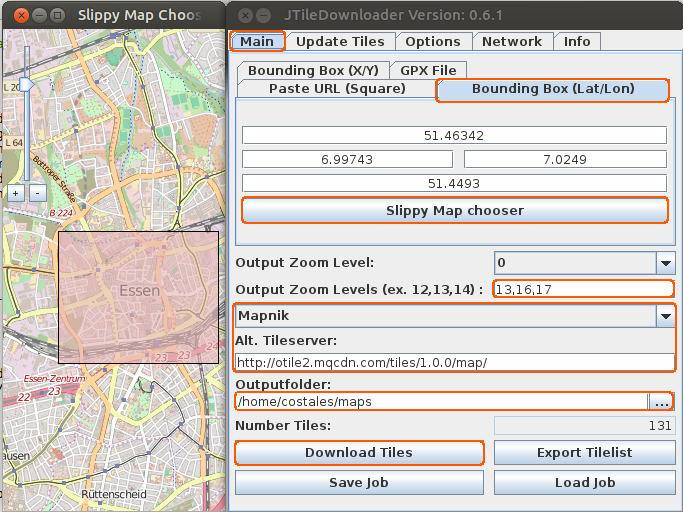 Slippy Map Choos
L 20
L 64
Bottroper Straße
+ -
B 224
Essen
Essen-Zentrum
23
22
23
23
ausen
Rüttenscheid
JTileDownloader Version: 0.6.1
Main Update Tiles Options Network Info
Bounding Box (X/Y) GPX File
Paste URL (Square) Bounding Box (Lat/Lon)
51.46342
6.99743 7.0249
51.4493
Slippy Map chooser
Output Zoom Level: 0
Output Zoom Levels (ex. 12,13,14) : 13,16,17
Mapnik
Alt. Tileserver:
http://otile2.mqcdn.com/tiles/1.0.0/map/
Outputfolder:
/home/costales/maps ...
Number Tiles: 131
Download Tiles Export Tilelist
Save Job Load Job